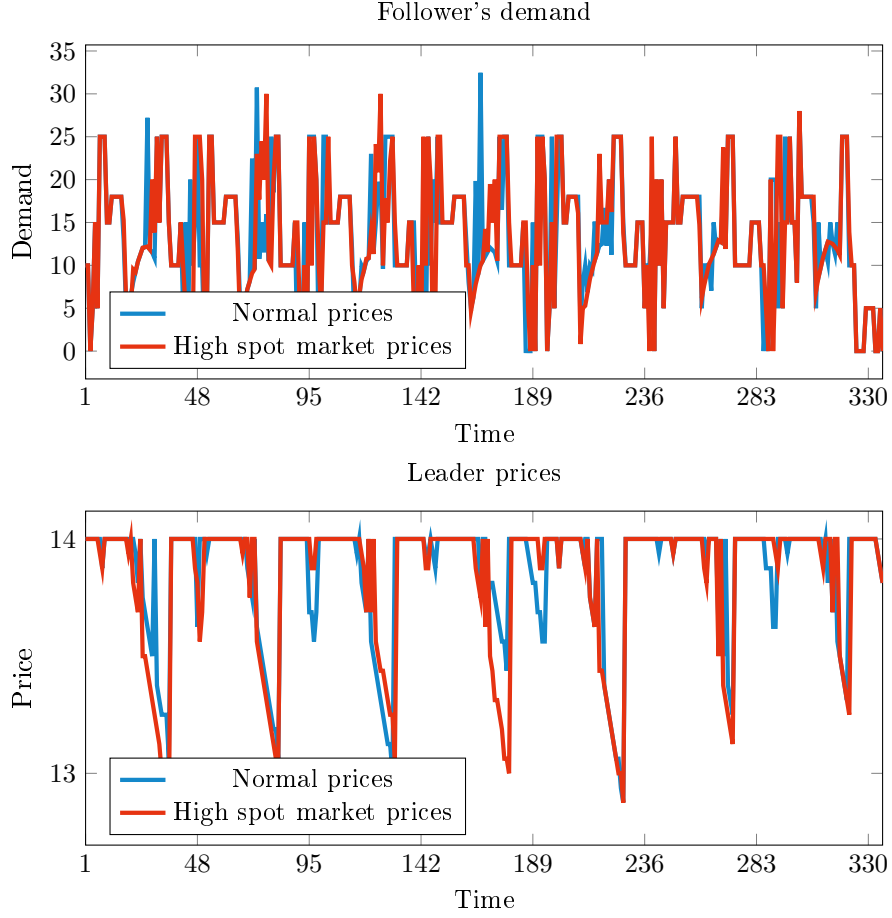 Follower's demand
35
30
25
20
15
10
5
0
Demand
Normal prices
High spot market prices
1 48 95 142 189 236 283 330
Time
Leader prices
14
13
Price
Normal prices
High spot market prices
1 48 95 142 189 236 283 330
Time